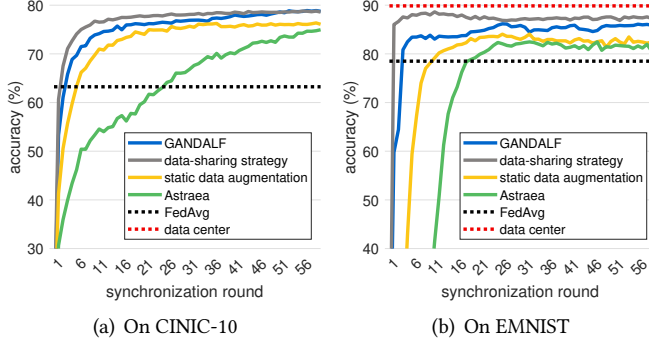 80
70
60
50
40
30
accuracy (%)
GANDALF
data-sharing strategy
static data augmentation
Astraea
FedAvg
data center
1 6 11 16 21 26 31 36 41 46 51 56
synchronization round
(a) On CINIC-10
90
80
70
60
50
40
accuracy (%)
GANDALF
data-sharing strategy
static data augmentation
Astraea
FedAvg
data center
1 6 11 16 21 26 31 36 41 46 51 56
synchronization round
(b) On EMNIST